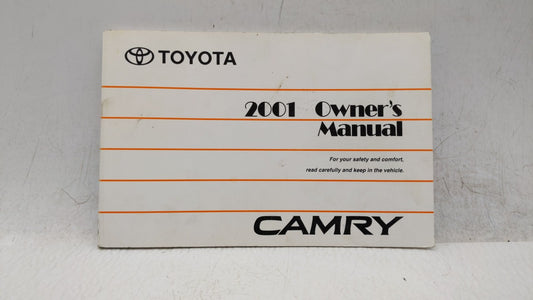 TOYOTA
2001 Owner's
Manual
For your safety and comfort,
read carefully and keep in the vehicle.
CAMRY